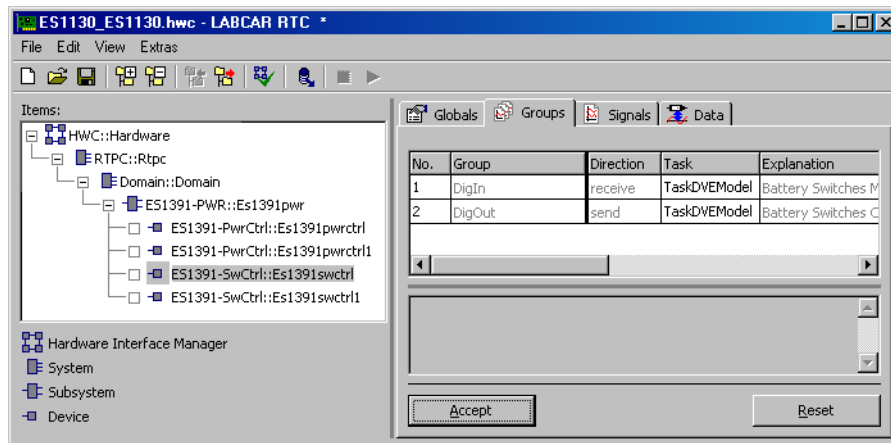 ES1130_ES1130.hwc - LABCAR RTC *
File Edit View Extras
Items:
HWC::Hardware
RTPC::Rtpc
Domain::Domain
ES1391-PWR::Es1391pwr
ES1391-PwrCtrl::Es1391pwrctrl
ES1391-PwrCtrl::Es1391pwrctrl1
ES1391-SwCtrl::Es1391swctrl
ES1391-SwCtrl::Es1391swctrl1
Hardware Interface Manager
System
Subsystem
Device
Globals Groups Signals Data
No. Group Direction Task Explanation
1 DigIn receive TaskDVEModel Battery Switches M
2 DigOut send TaskDVEModel Battery Switches C
Accept Reset